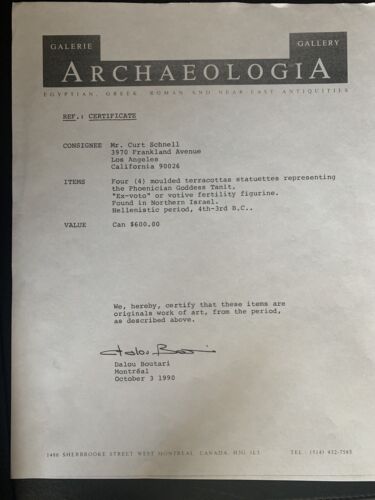 GALERIE GALLERY
ARCHAEOLOGIA
EGYPTIAN, GREEK, ROMAN AND NEAR EAST ANTIQUITIES
REF.: CERTIFICATE
CONSIGNEE Mr. Curt Schnell
3970 Frankland Avenue
Los Angeles
California 90026
ITEMS Four (4) moulded terracottas statuettes representing
the Phoenician Goddess Tanit,
"Ex-voto" or votive fertility figurine.
Found in Northern Israel.
Hellenistic period, 4th-3rd B.C..
VALUE Can $600.00
We, hereby, certify that these items are
originals work of art, from the period,
as described above.
Dalou Boutari
Montréal
October 3 1990
SHERBROOKE STREET WEST MONTREAL, CANADA, H3G 1L3 TEL.: (514) 932-7585